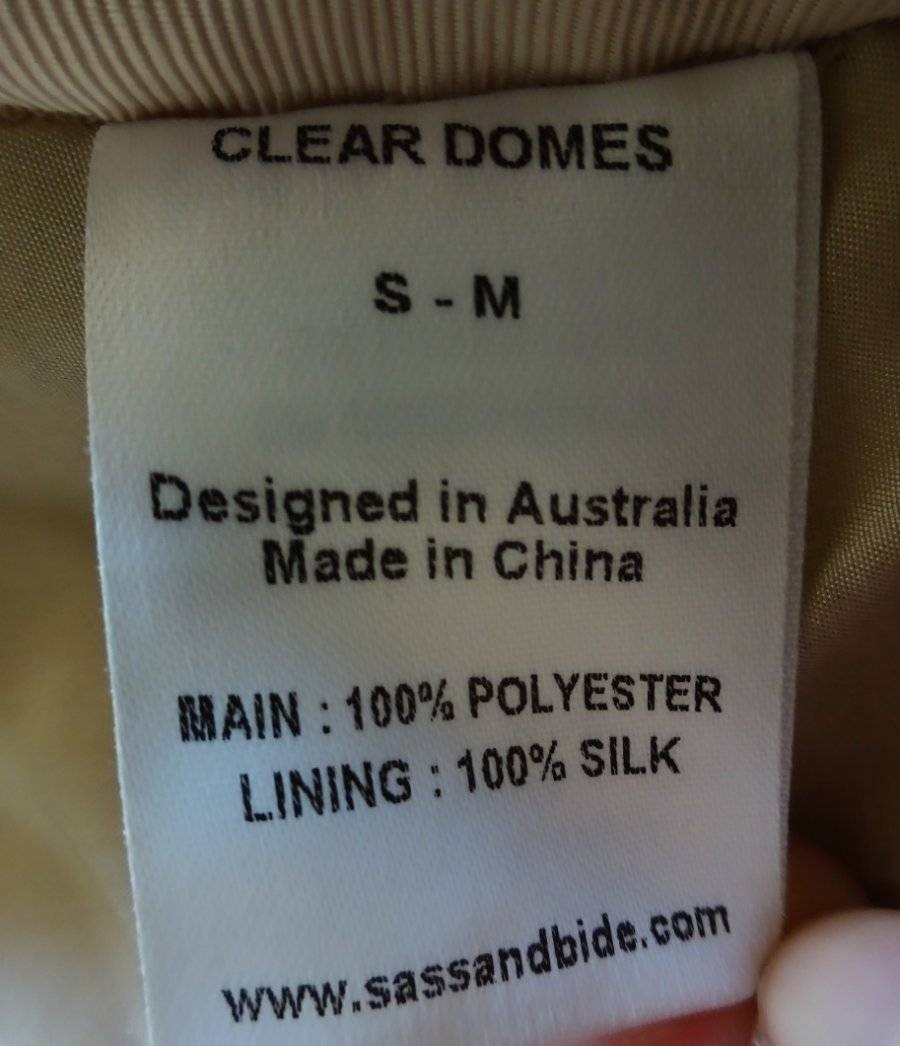 CLEAR DOMES
S - M
Designed in Australia
Made in China
MAIN : 100% POLYESTER
LINING : 100% SILK
www.sassandbide.com